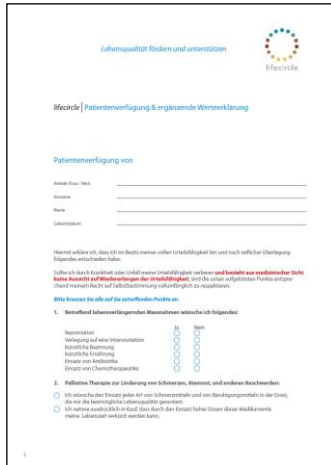 Lebensqualität fördern und unterstützen
lifecircle
lifecircle | Patientenverfügung & ergänzende Werteerklärung
Patientenverfügung von
Anrede (Frau / Herr)
Vorname
Name
Geburtsdatum
Hiermit erkläre ich, dass ich im Besitz meiner vollen Urteilsfähigkeit bin und nach reiflicher Überlegung
folgendes entschieden habe:
Sollte ich durch Krankheit oder Unfall meine Urteilsfähigkeit verlieren und besteht aus medizinischer Sicht
keine Aussicht auf Wiedererlangen der Urteilsfähigkeit, sind die unten aufgelisteten Punkte entspre-
chend meinem Recht auf Selbstbestimmung vollumfänglich zu respektieren:
Bitte kreuzen Sie alle auf Sie zutreffenden Punkte an.
1. Betreffend lebensverlängernden Massnahmen wünsche ich folgendes:
Ja Nein
Reanimation
Verlegung auf eine Intensivstation
künstliche Beatmung
künstliche Ernährung
Einsatz von Antibiotika
Einsatz von Chemotherapeutika
2. Palliative Therapie zur Linderung von Schmerzen, Atemnot, und anderen Beschwerden:
Ich wünsche den Einsatz jeder Art von Schmerzmitteln und von Beruhigungsmitteln in der Dosis,
die mir die bestmögliche Lebensqualität garantiert.
Ich nehme ausdrücklich in Kauf, dass durch den Einsatz hoher Dosen dieser Medikamente
meine Lebenszeit verkürzt werden kann.
1